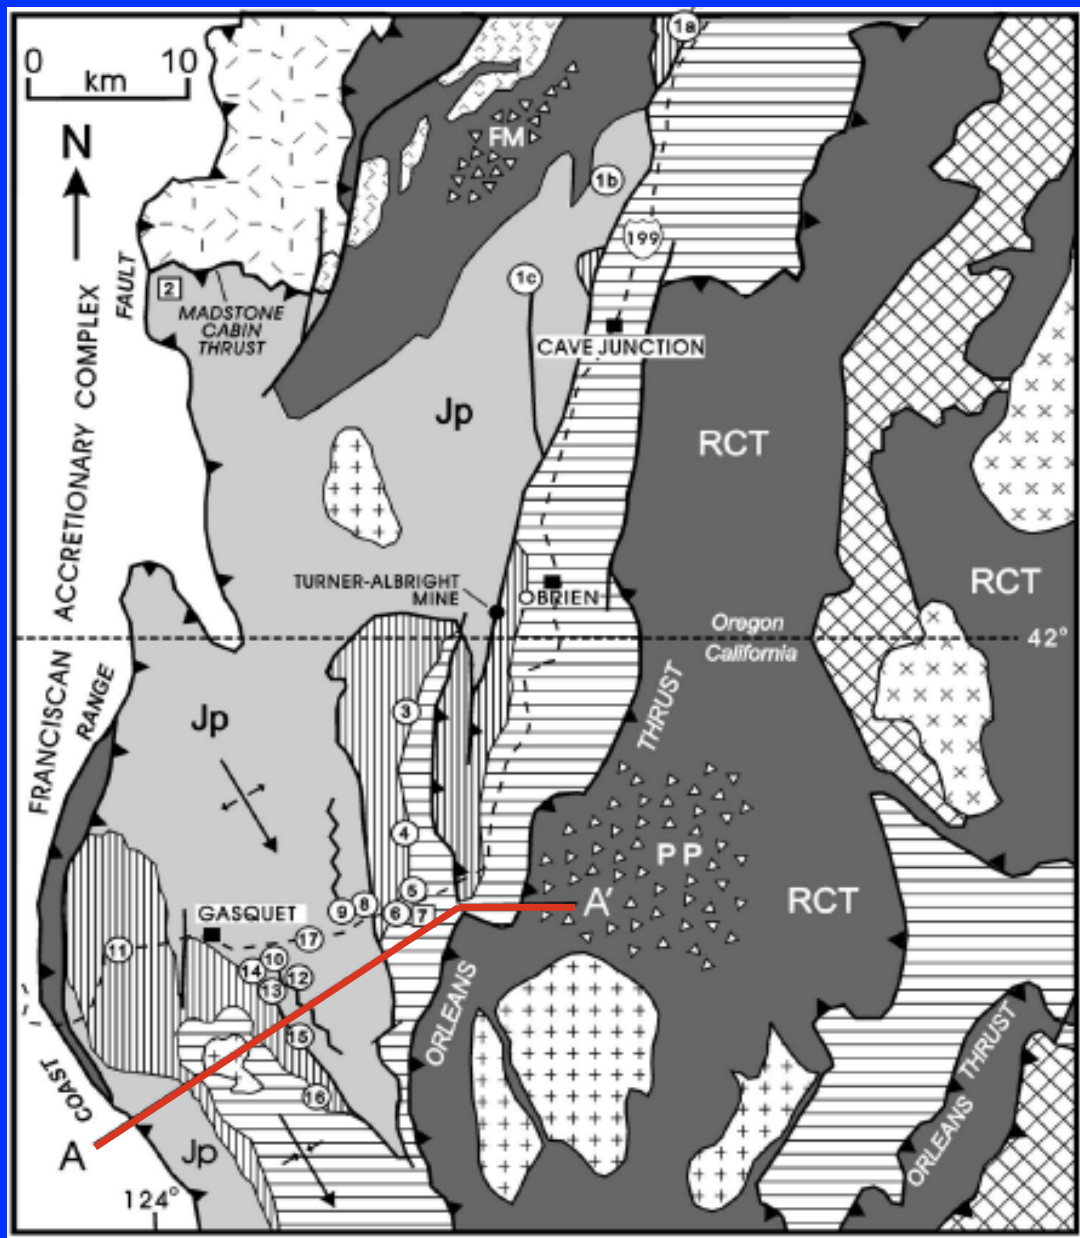 0 10
km
N
1a
FM
1b
199
1c
2
MADSTONE
CABIN
THRUST
FAULT
CAVE JUNCTION
FRANCISCAN ACCRETIONARY COMPLEX
Jp
RCT
TURNER-ALBRIGHT
MINE
OBRIEN
RCT
Oregon
California
42°
COAST RANGE
Jp
3
THRUST
4
PP
5
9 8 6 7
A'
RCT
GASQUET
17
11
10
14 12
13
15
16
ORLEANS
A
Jp
124°
ORLEANS THRUST